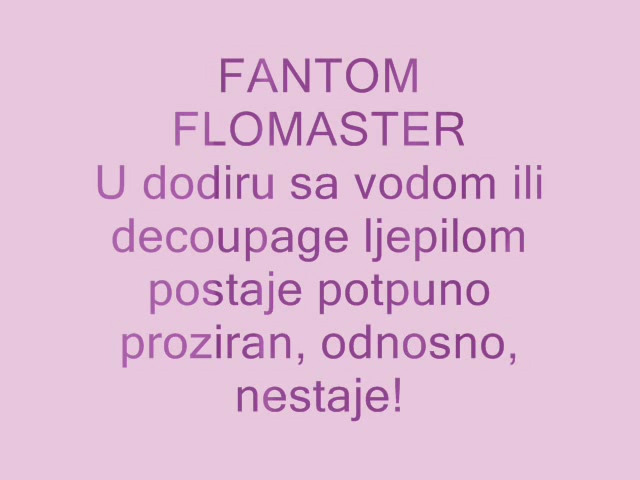 FANTOM
FLOMASTER
U dodiru sa vodom ili
decoupage ljepilom
postaje potpuno
proziran, odnosno,
nestaje!